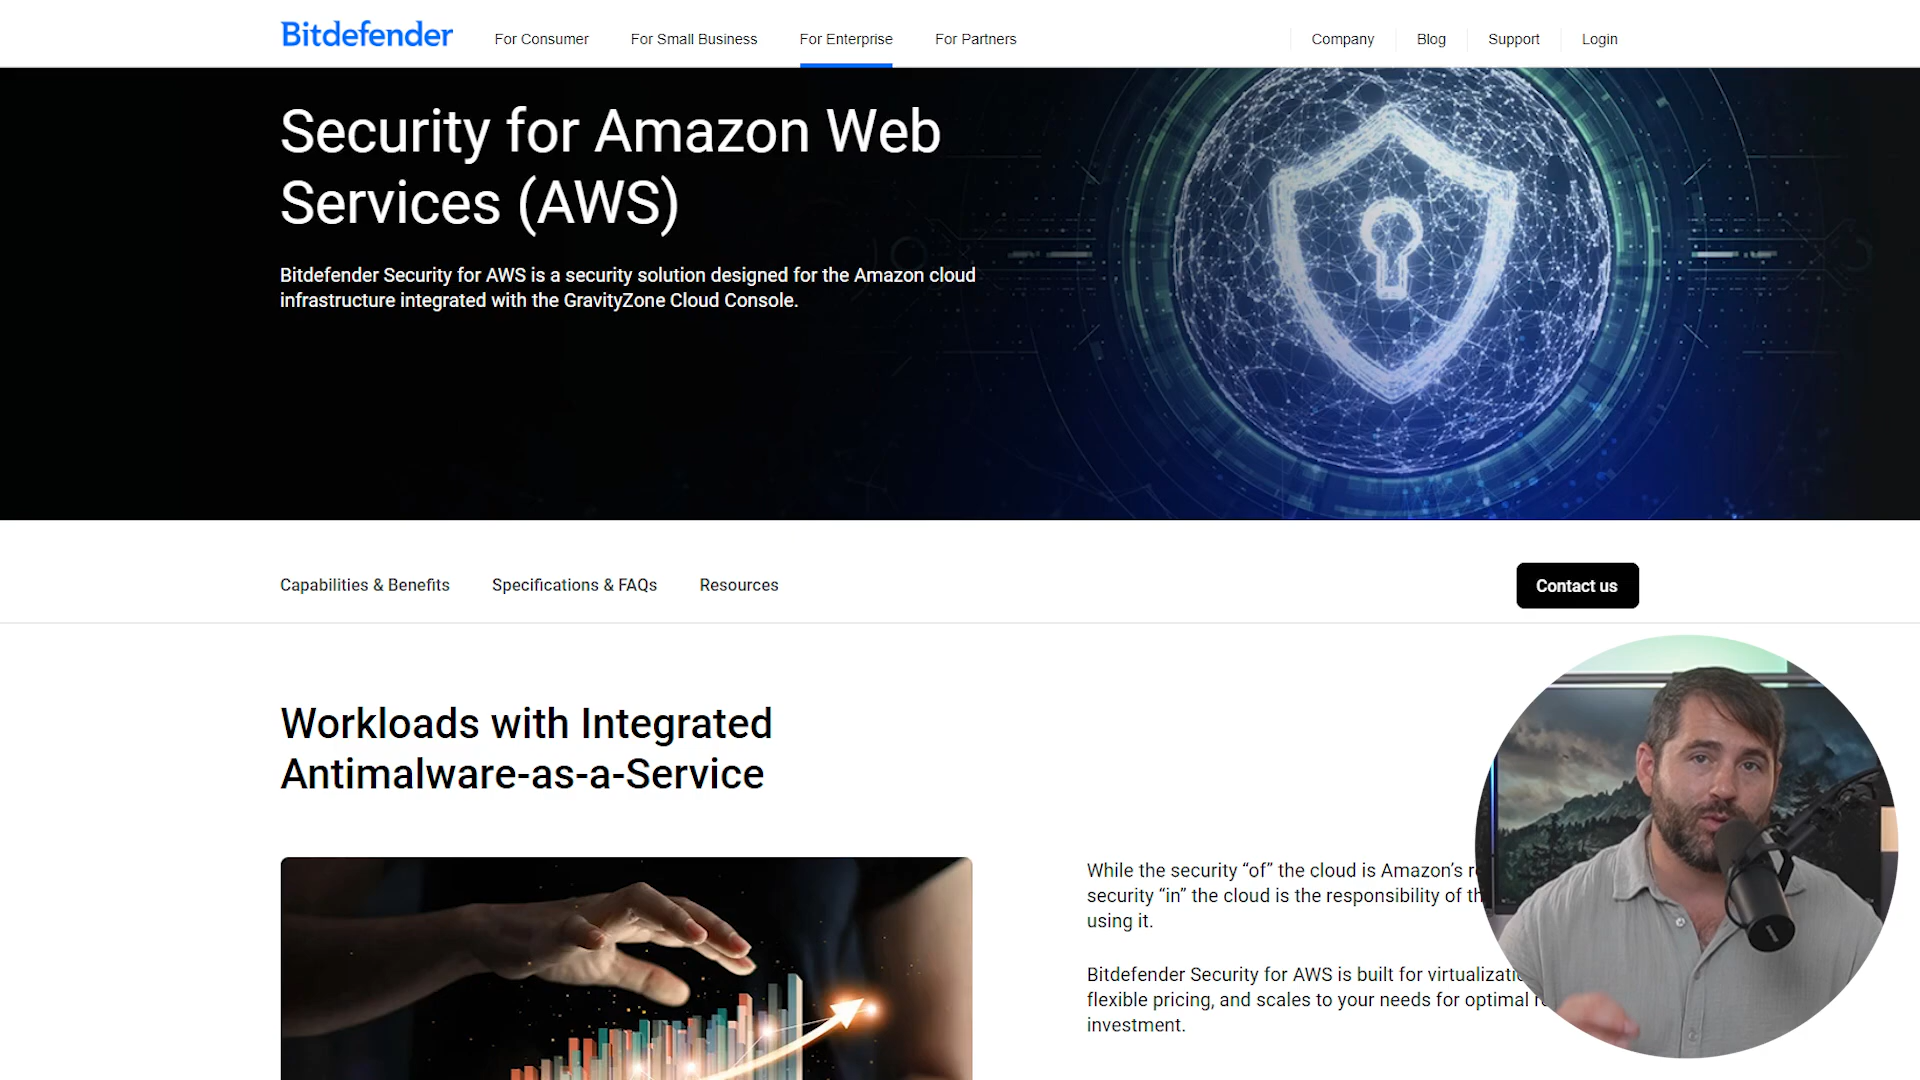 Bitdefender
For Consumer
For Small Business
For Enterprise
For Partners
Company
Blog
Support
Login
Security for Amazon Web
Services (AWS)
Bitdefender Security for AWS is a security solution designed for the Amazon cloud
infrastructure integrated with the GravityZone Cloud Console.
Capabilities & Benefits
Specifications & FAQs
Resources
Contact us
Workloads with Integrated
Antimalware-as-a-Service
While the security “of” the cloud is Amazon’s
security “in” the cloud is the responsibility of
using it.
Bitdefender Security for AWS is built for
flexible pricing, and scales to your needs for optimal
investment.